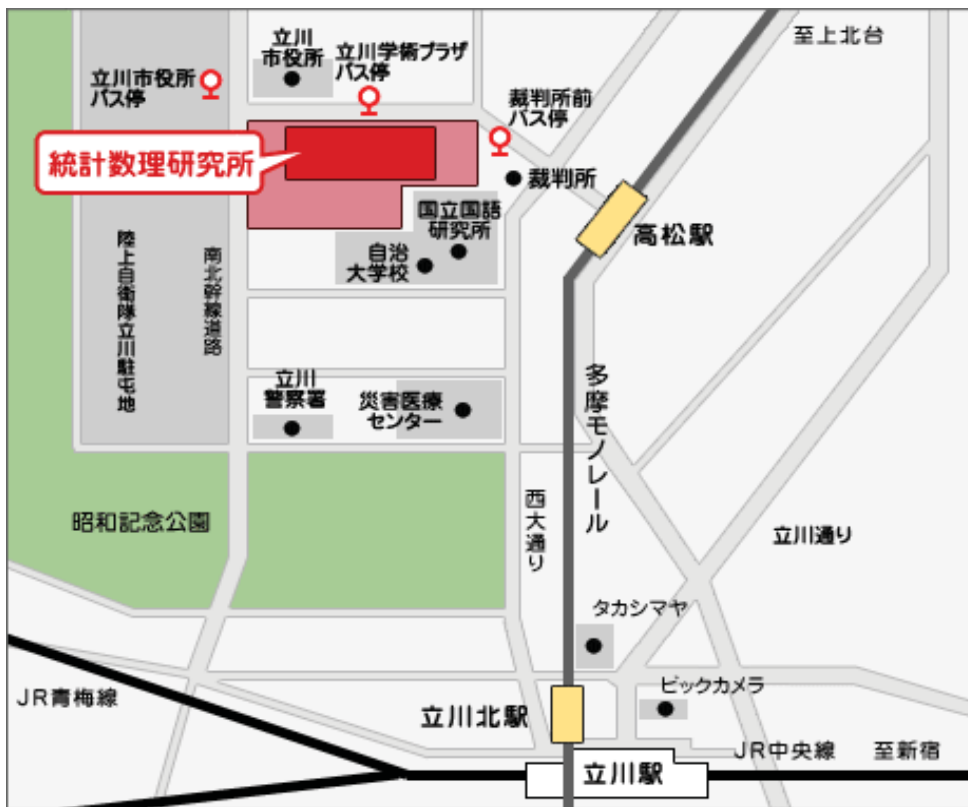 立川
市役所
立川学術プラザ
バス停
至上北台
立川市役所
バス停
裁判所前
バス停
統計数理研究所
裁判所
国立国語
研究所
高松駅
自治
大学校
陸上自衛隊立川駐屯地
南北幹線道路
立川
警察署
災害医療
センター
多摩モノレール
西大通り
昭和記念公園
立川通り
タカシマヤ
JR青梅線
ビックカメラ
立川北駅
JR中央線
至新宿
立川駅